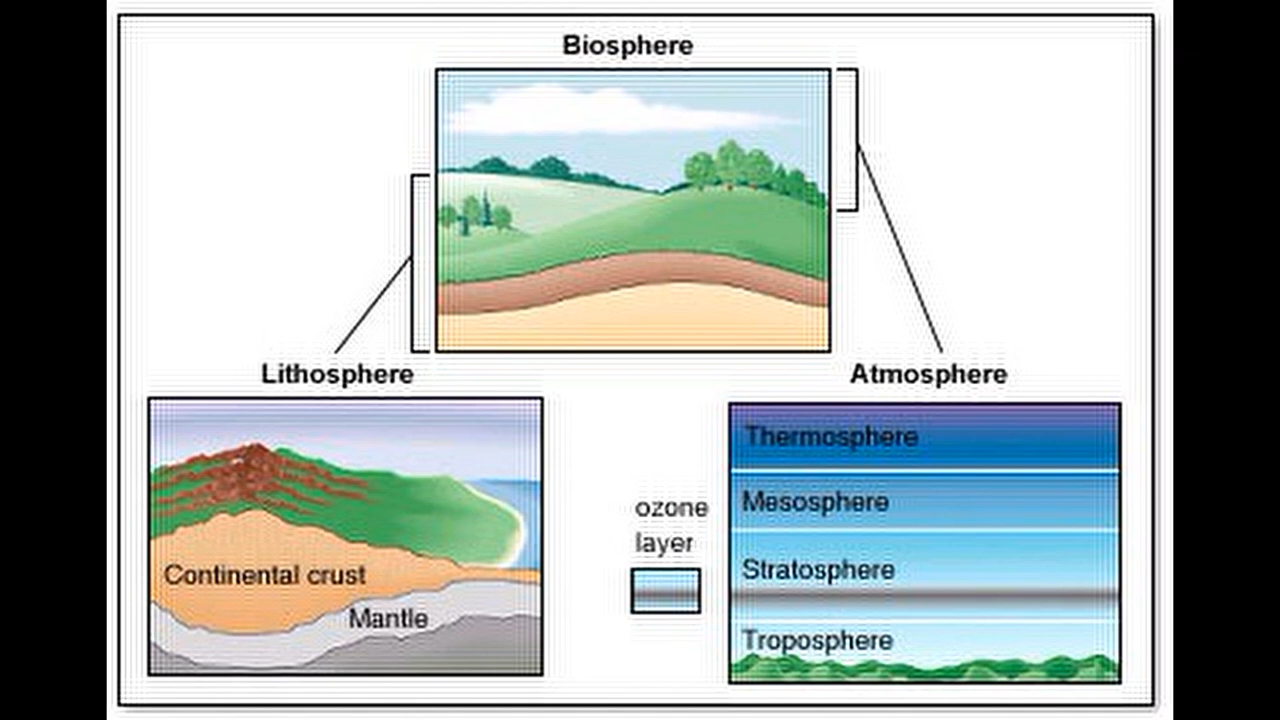 Biosphere
Lithosphere
Atmosphere
Continental crust
Mantle
ozone
layer
Thermosphere
Mesosphere
Stratosphere
Troposphere